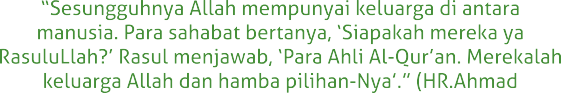 “Sesungguhnya Allah mempunyai keluarga di antara
manusia. Para sahabat bertanya, ‘Siapakah mereka ya
RasuluLlah?’ Rasul menjawab, ‘Para Ahli Al-Qur’an. Merekalah
keluarga Allah dan hamba pilihan-Nya’.” (HR.Ahmad